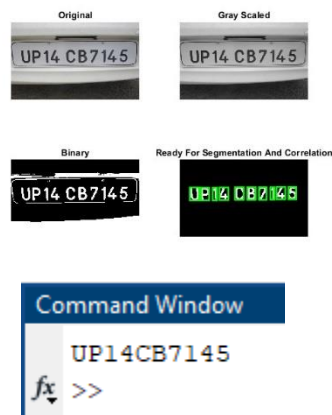 Original
Gray Scaled
UP14 CB7145
UP14 CB7145
Binary
Ready For Segmentation And Correlation
UP14 CB7145
UP14 CB7145
Command Window
UP14CB7145
fx >>